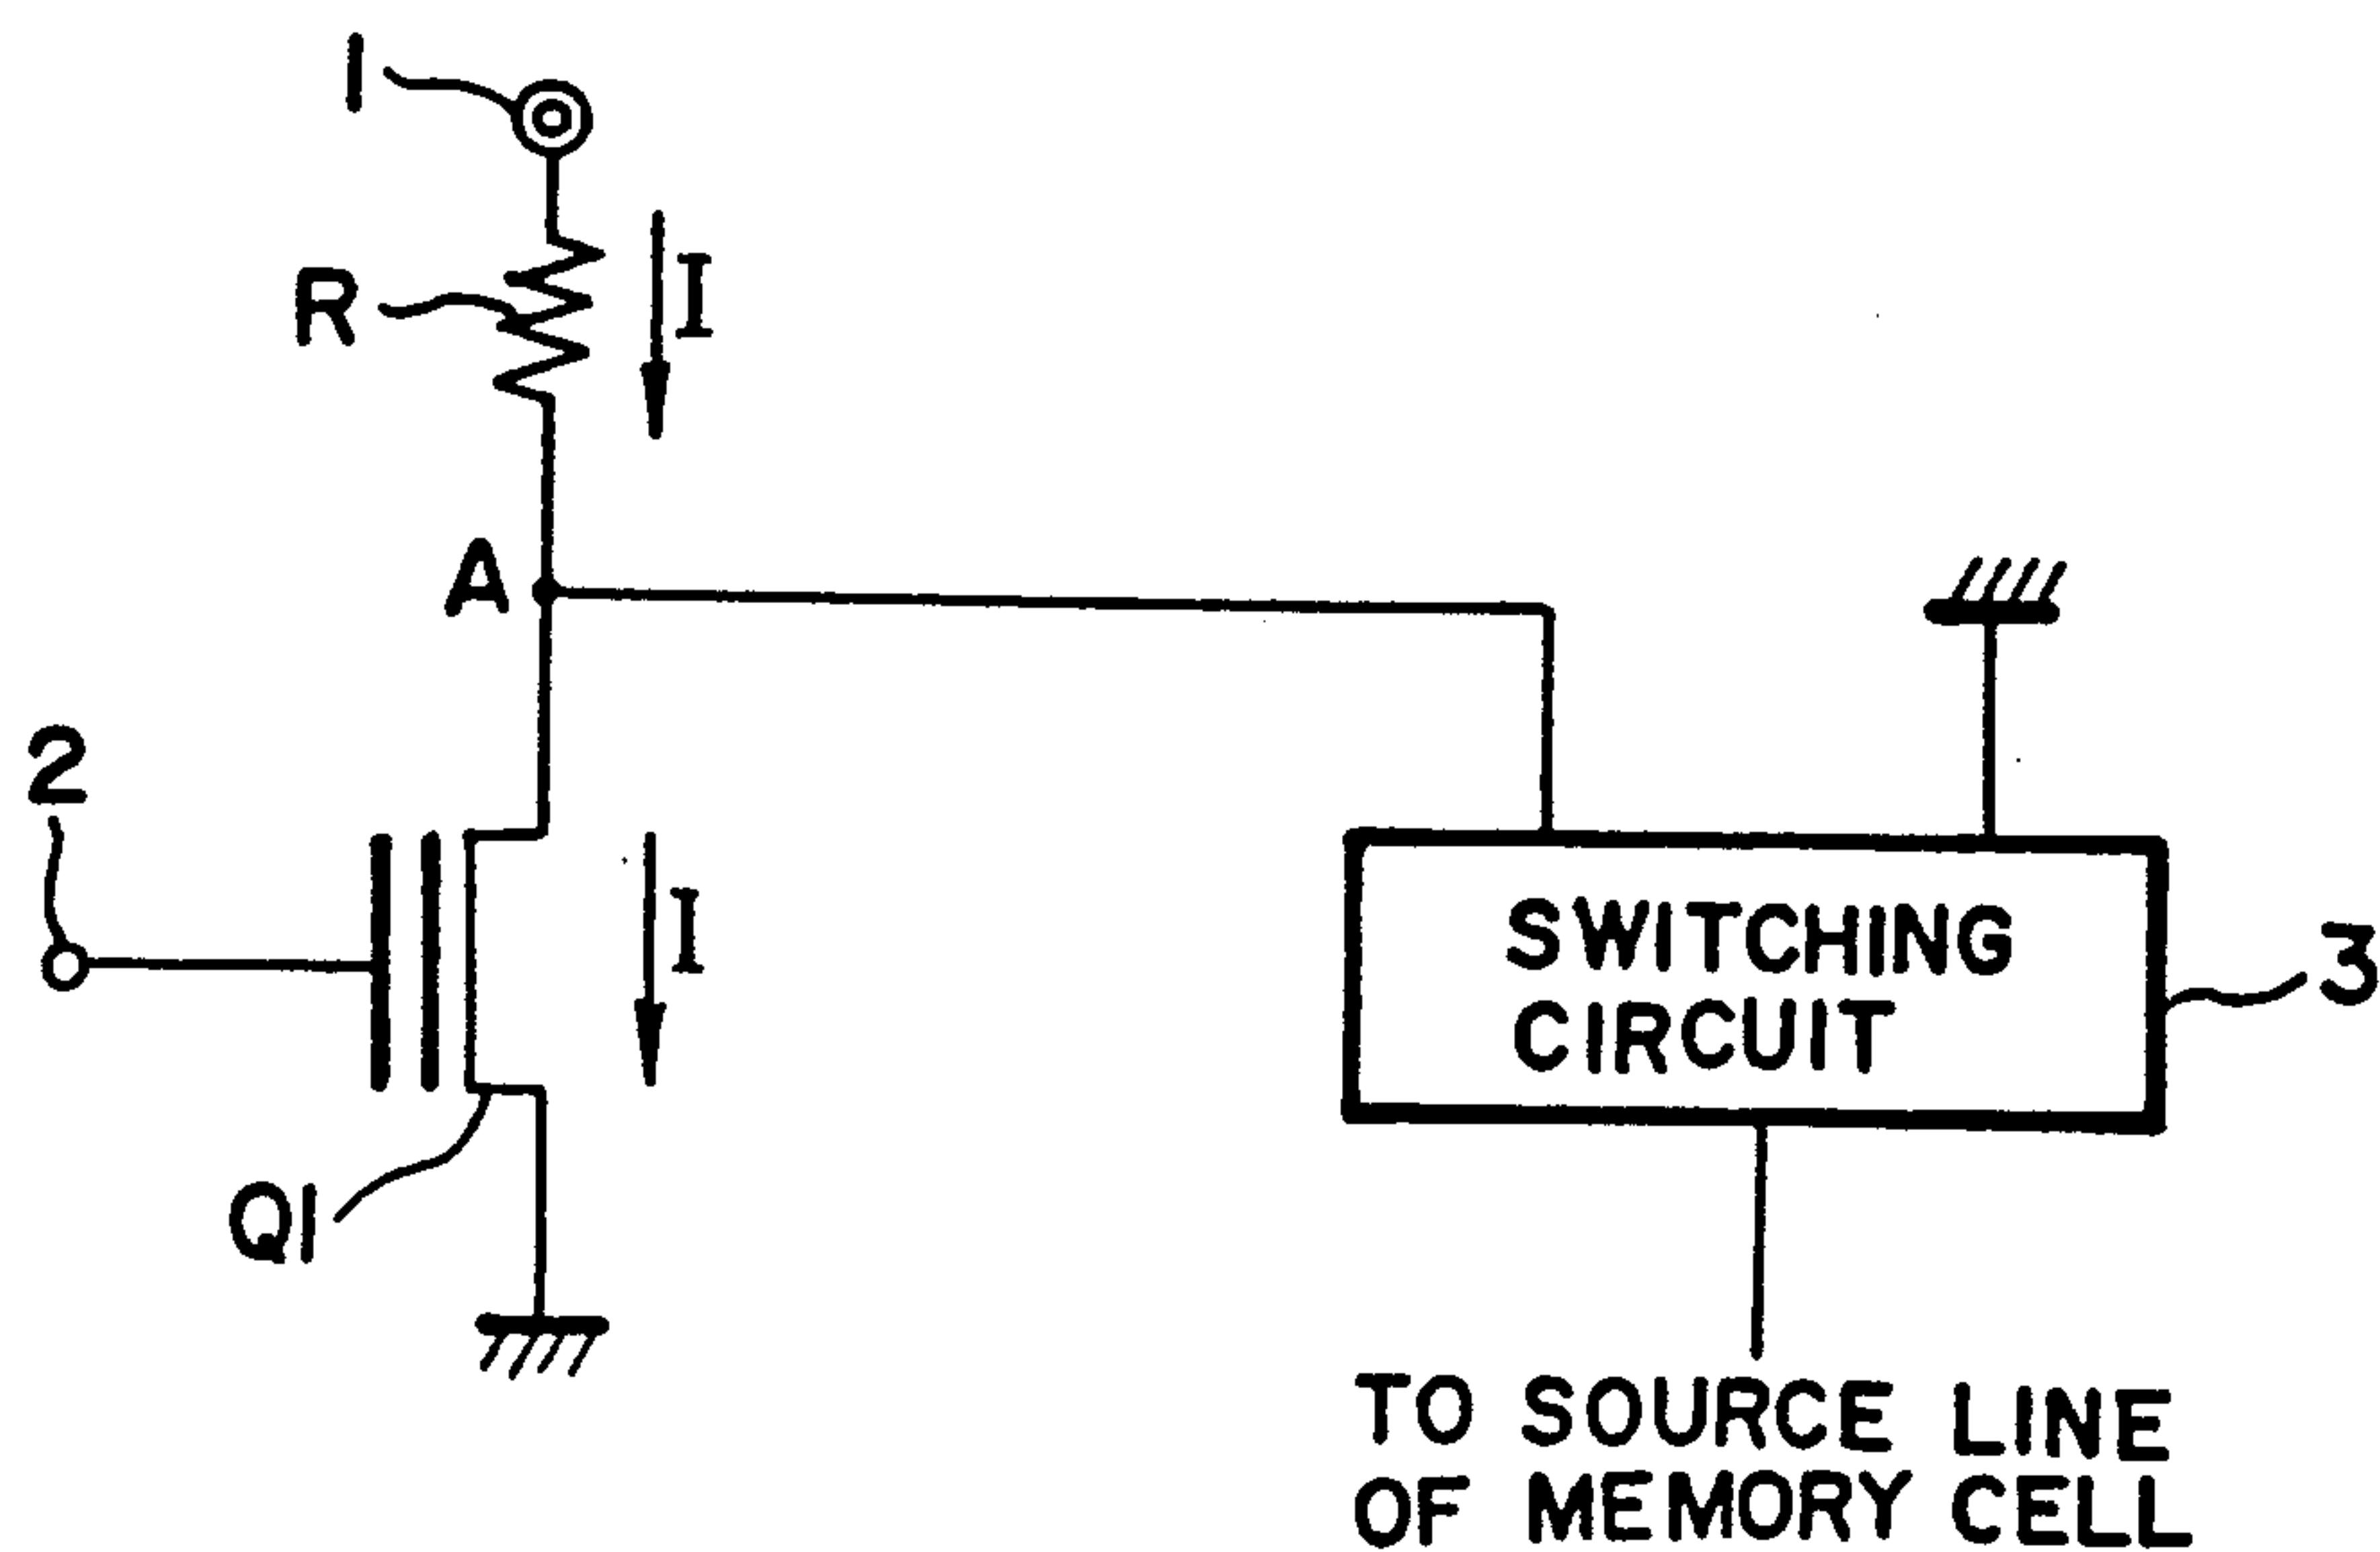 1
R
I
A
2
I
SWITCHING
CIRCUIT
3
Q1
TO SOURCE LINE
OF MEMORY CELL